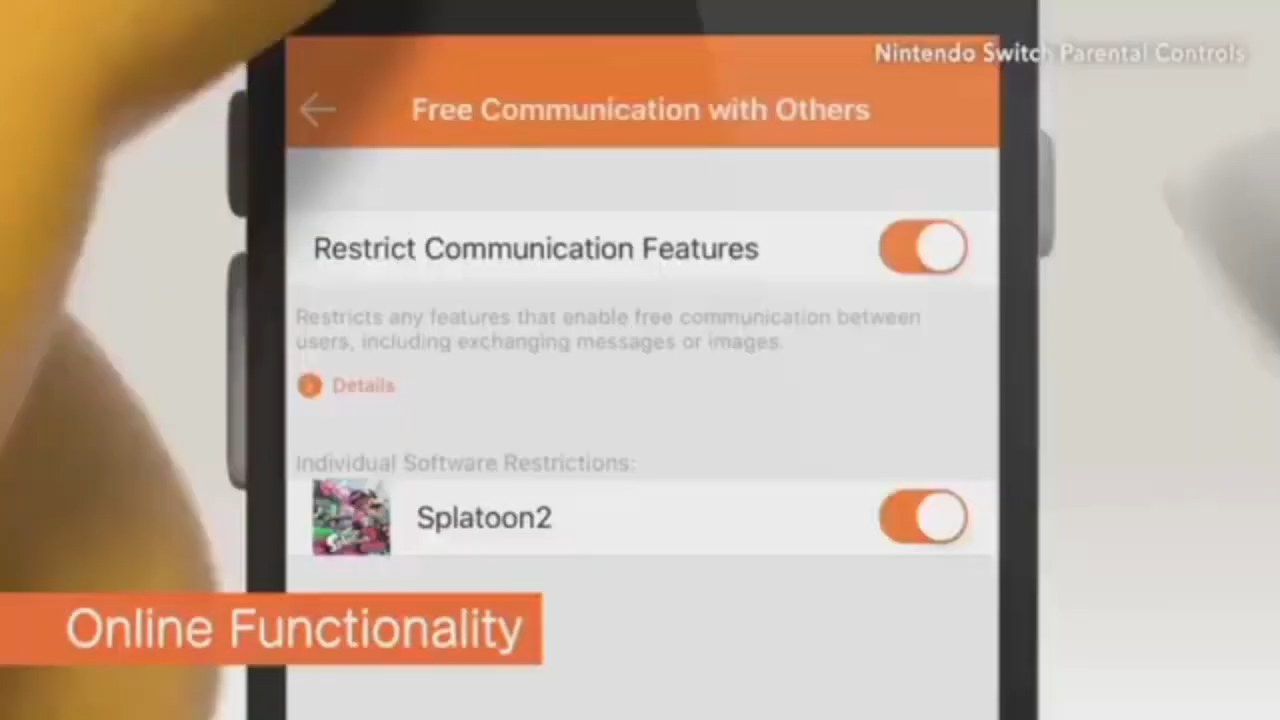 Nintendo Switch Parental Controls
Free Communication with Others
Restrict Communication Features
Restricts any features that enable free communication between
users, including exchanging messages or images.
Details
Individual Software Restrictions:
Splatoon2
Online Functionality